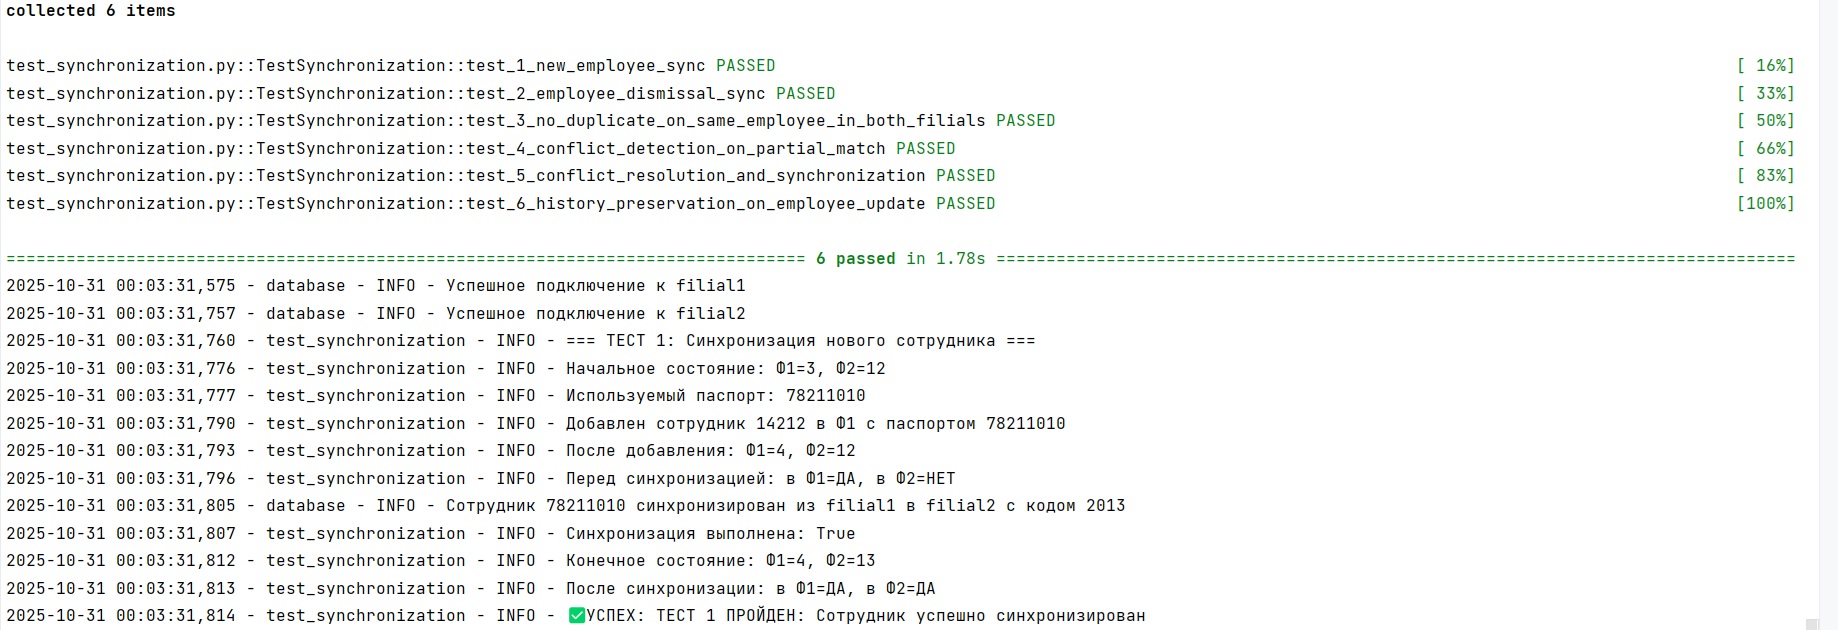 collected 6 items
test_synchronization.py::TestSynchronization::test_1_new_employee_sync PASSED [ 16%]
test_synchronization.py::TestSynchronization::test_2_employee_dismissal_sync PASSED [ 33%]
test_synchronization.py::TestSynchronization::test_3_no_duplicate_on_same_employee_in_both_filials PASSED [ 50%]
test_synchronization.py::TestSynchronization::test_4_conflict_detection_on_partial_match PASSED [ 66%]
test_synchronization.py::TestSynchronization::test_5_conflict_resolution_and_synchronization PASSED [ 83%]
test_synchronization.py::TestSynchronization::test_6_history_preservation_on_employee_update PASSED [100%]
================================================================================ 6 passed in 1.78s ================================================================================
2025-10-31 00:03:31,575 - database - INFO - Успешное подключение к filial1
2025-10-31 00:03:31,757 - database - INFO - Успешное подключение к filial2
2025-10-31 00:03:31,760 - test_synchronization - INFO - === ТЕСТ 1: Синхронизация нового сотрудника ===
2025-10-31 00:03:31,776 - test_synchronization - INFO - Начальное состояние: Ф1=3, Ф2=12
2025-10-31 00:03:31,777 - test_synchronization - INFO - Используемый паспорт: 78211010
2025-10-31 00:03:31,790 - test_synchronization - INFO - Добавлен сотрудник 14212 в Ф1 с паспортом 78211010
2025-10-31 00:03:31,793 - test_synchronization - INFO - После добавления: Ф1=4, Ф2=12
2025-10-31 00:03:31,796 - test_synchronization - INFO - Перед синхронизацией: в Ф1=ДА, в Ф2=НЕТ
2025-10-31 00:03:31,805 - database - INFO - Сотрудник 78211010 синхронизирован из filial1 в filial2 с кодом 2013
2025-10-31 00:03:31,807 - test_synchronization - INFO - Синхронизация выполнена: True
2025-10-31 00:03:31,812 - test_synchronization - INFO - Конечное состояние: Ф1=4, Ф2=13
2025-10-31 00:03:31,813 - test_synchronization - INFO - После синхронизации: в Ф1=ДА, в Ф2=ДА
2025-10-31 00:03:31,814 - test_synchronization - INFO - ✅УСПЕХ: ТЕСТ 1 ПРОЙДЕН: Сотрудник успешно синхронизирован